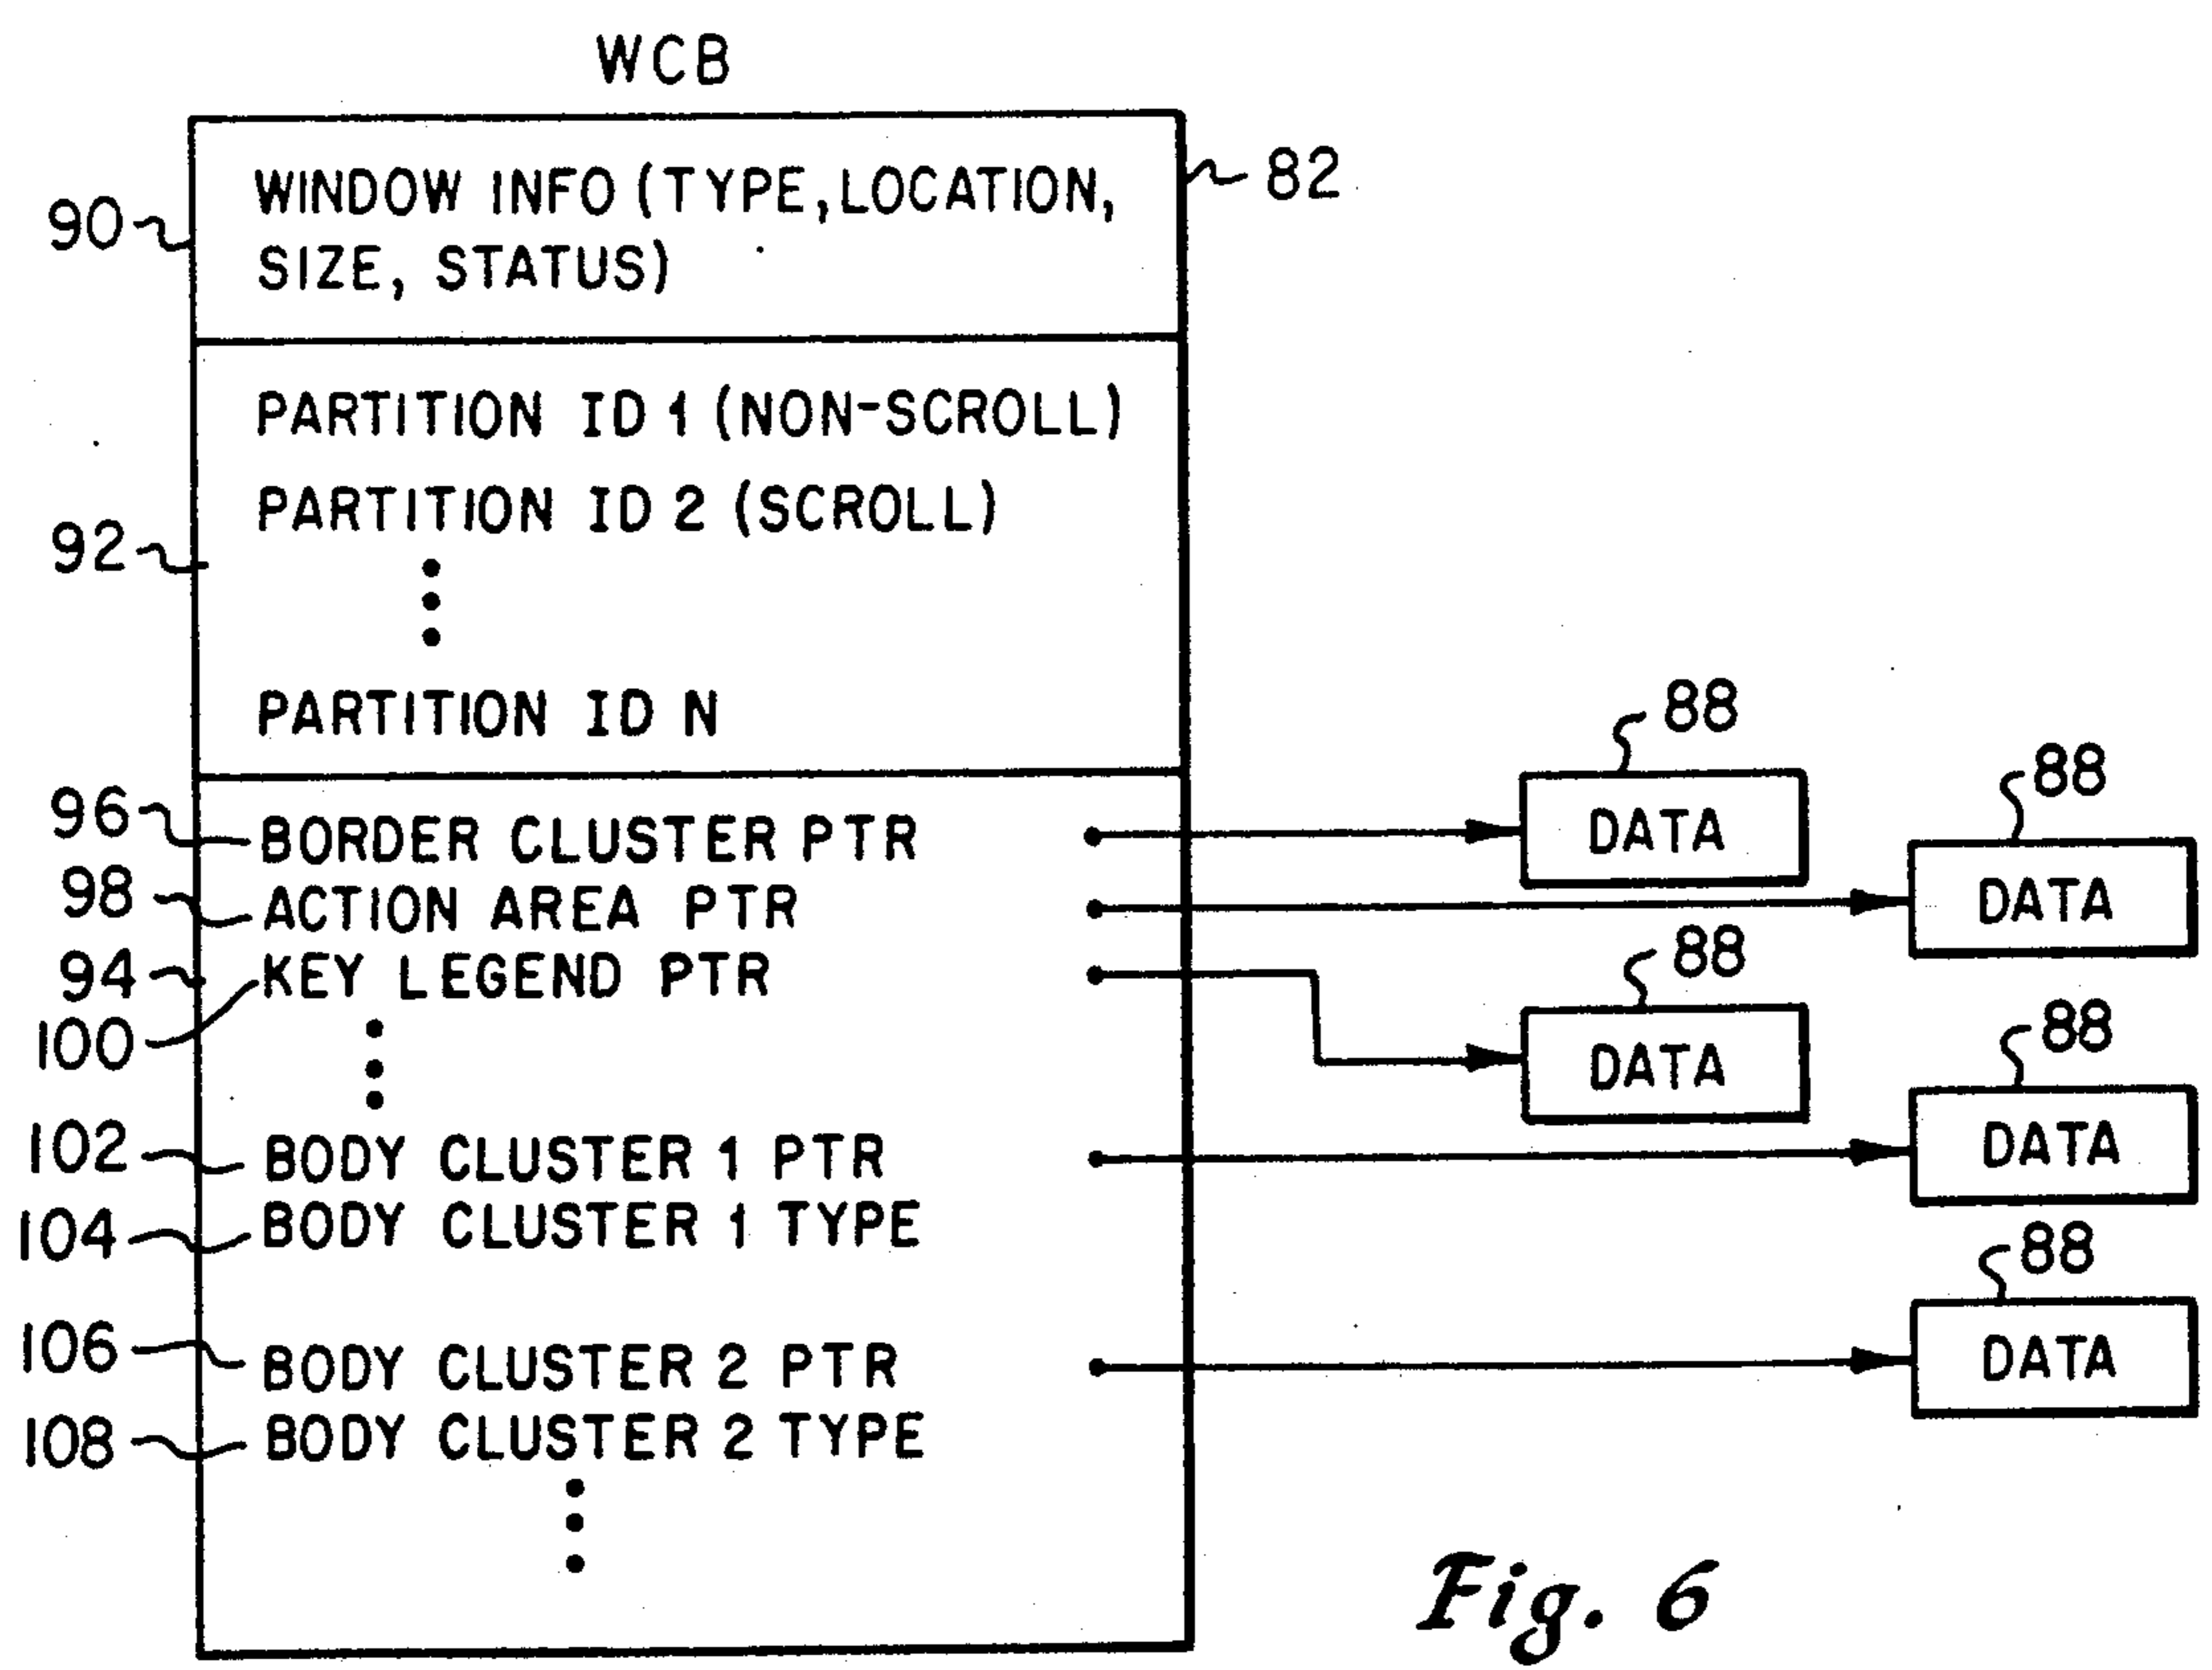 WCB
82
90
WINDOW INFO (TYPE, LOCATION,
SIZE, STATUS)
PARTITION ID 1 (NON-SCROLL)
PARTITION ID 2 (SCROLL)
92
PARTITION ID N
96
BORDER CLUSTER PTR
88
DATA
98
ACTION AREA PTR
88
DATA
94
100
KEY LEGEND PTR
88
DATA
102
BODY CLUSTER 1 PTR
88
DATA
104
BODY CLUSTER 1 TYPE
106
BODY CLUSTER 2 PTR
88
DATA
108
BODY CLUSTER 2 TYPE
Fig. 6